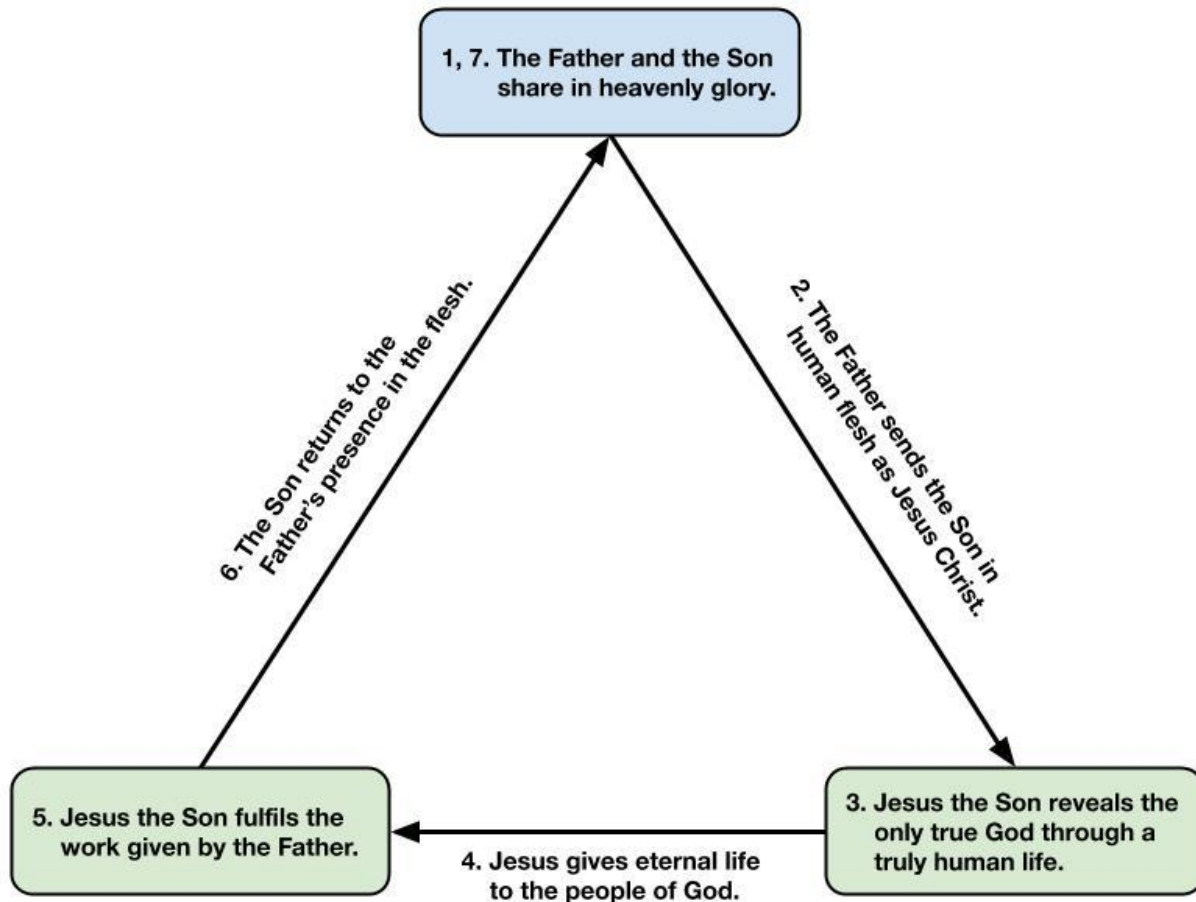 1, 7. The Father and the Son
share in heavenly glory.
2. The Father sends the Son in
human flesh as Jesus Christ.
3. Jesus the Son reveals the
only true God through a
truly human life.
4. Jesus gives eternal life
to the people of God.
5. Jesus the Son fulfils the
work given by the Father.
6. The Son returns to the
Father’s presence in the flesh.